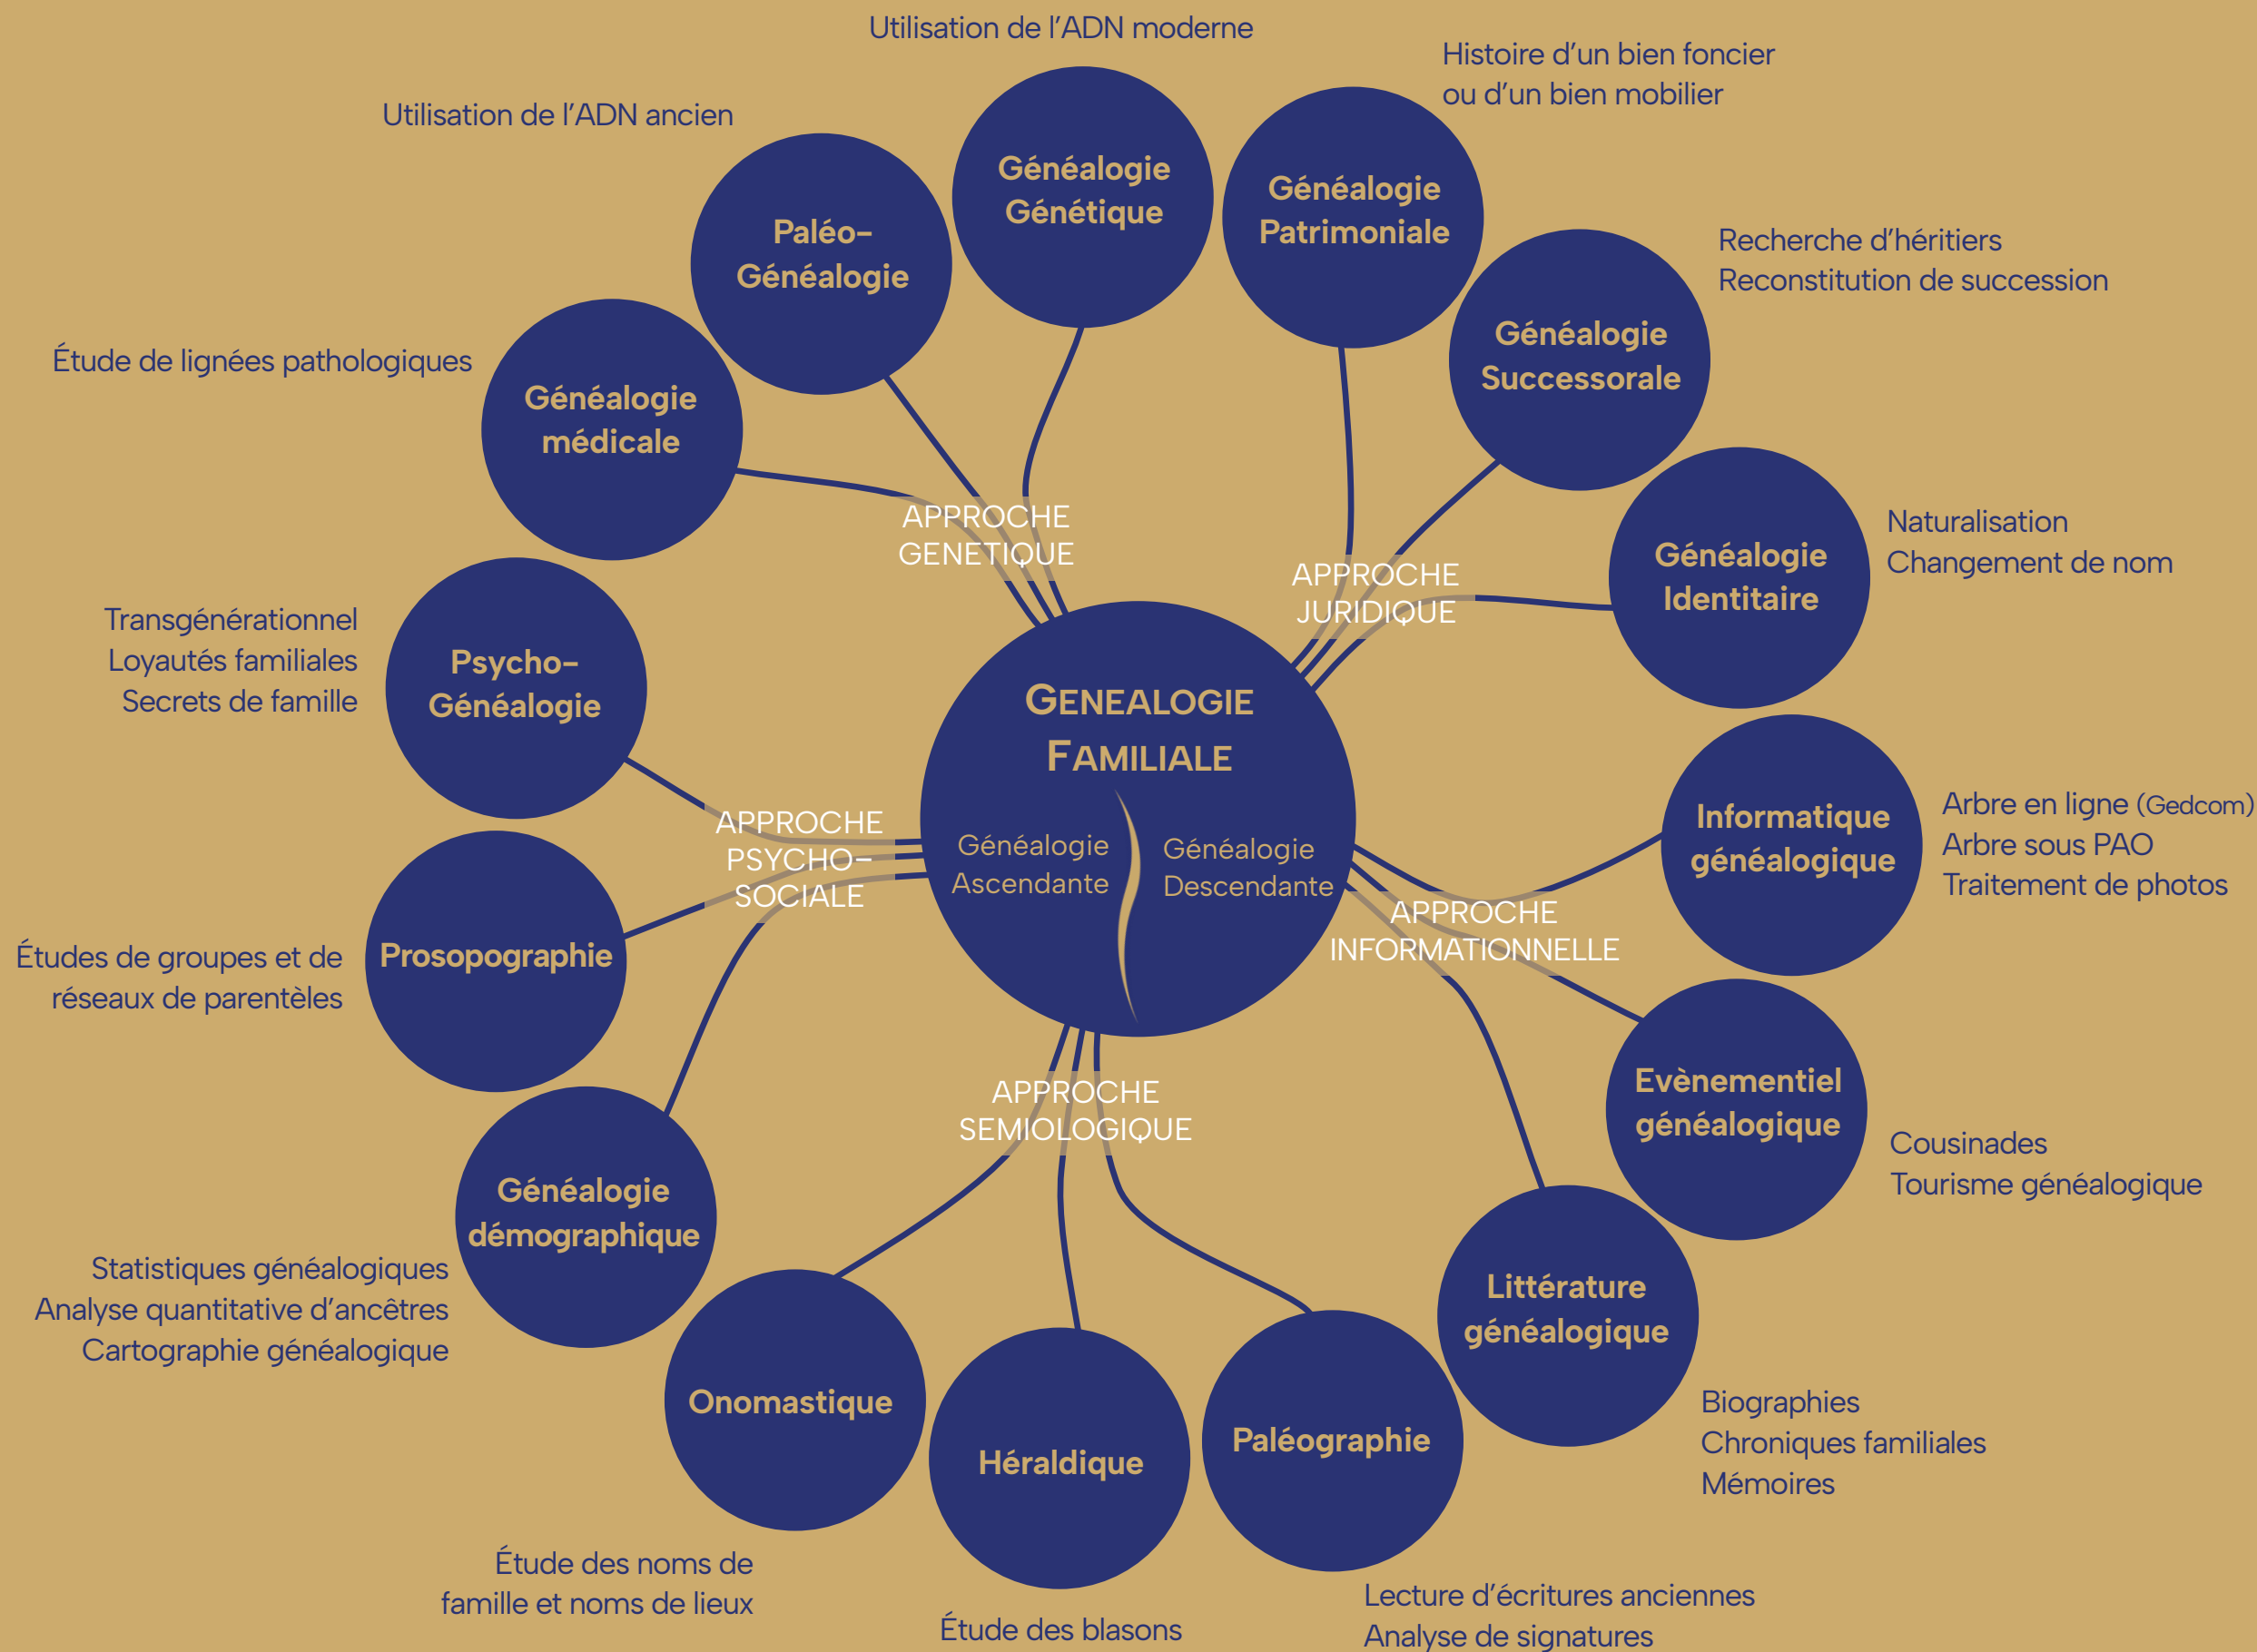 Utilisation de l’ADN moderne
Histoire d’un bien foncier
ou d’un bien mobilier
Utilisation de l’ADN ancien
Généalogie
Génétique
Généalogie
Patrimoniale
Paléo-
Généalogie
Recherche d’héritiers
Reconstitution de succession
Généalogie
Successorale
Étude de lignées pathologiques
Généalogie
médicale
APPROCHE
GENETIQUE
Naturalisation
Changement de nom
Généalogie
Identitaire
APPROCHE
JURIDIQUE
Transgénérationnel
Loyautés familiales
Secrets de famille
Psycho-
Généalogie
GENEALOGIE
FAMILIALE
Généalogie
Ascendante
Généalogie
Descendante
APPROCHE
PSYCHO-
SOCIALE
Informatique
généalogique
Arbre en ligne (Gedcom)
Arbre sous PAO
Traitement de photos
APPROCHE
INFORMATIONNELLE
Études de groupes et de
réseaux de parentèles
Prosopographie
Evènementiel
généalogique
Cousinades
Tourisme généalogique
APPROCHE
SEMIOLOGIQUE
Généalogie
démographique
Statistiques généalogiques
Analyse quantitative d’ancêtres
Cartographie généalogique
Littérature
généalogique
Biographies
Chroniques familiales
Mémoires
Onomastique
Étude des noms de
famille et noms de lieux
Héraldique
Étude des blasons
Paléographie
Lecture d’écritures anciennes
Analyse de signatures